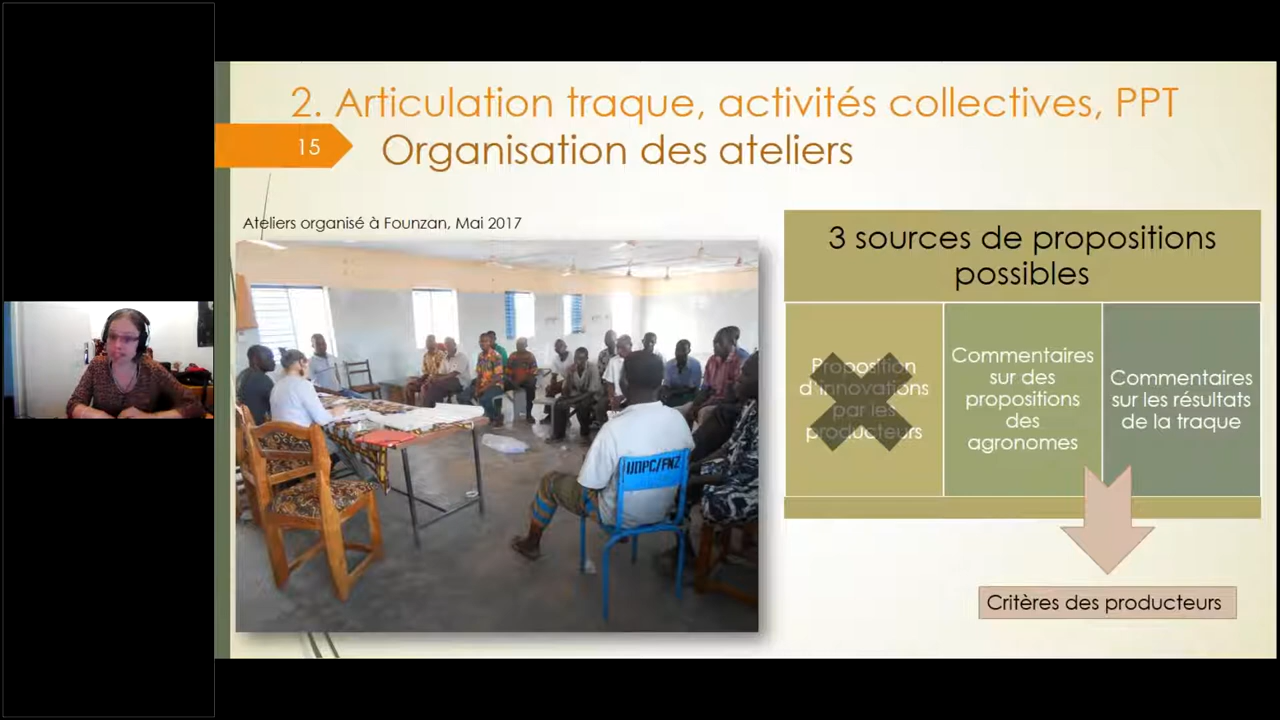 2. Articulation traque, activités collectives, PPT
15
Organisation des ateliers
Ateliers organisé à Founzan, Mai 2017
3 sources de propositions
possibles
Proposition
d'innovations
par les
producteurs
Commentaires
sur des
propositions
des
agronomes
Commentaires
sur les résultats
de la traque
UDPC/FNZ
Critères des producteurs